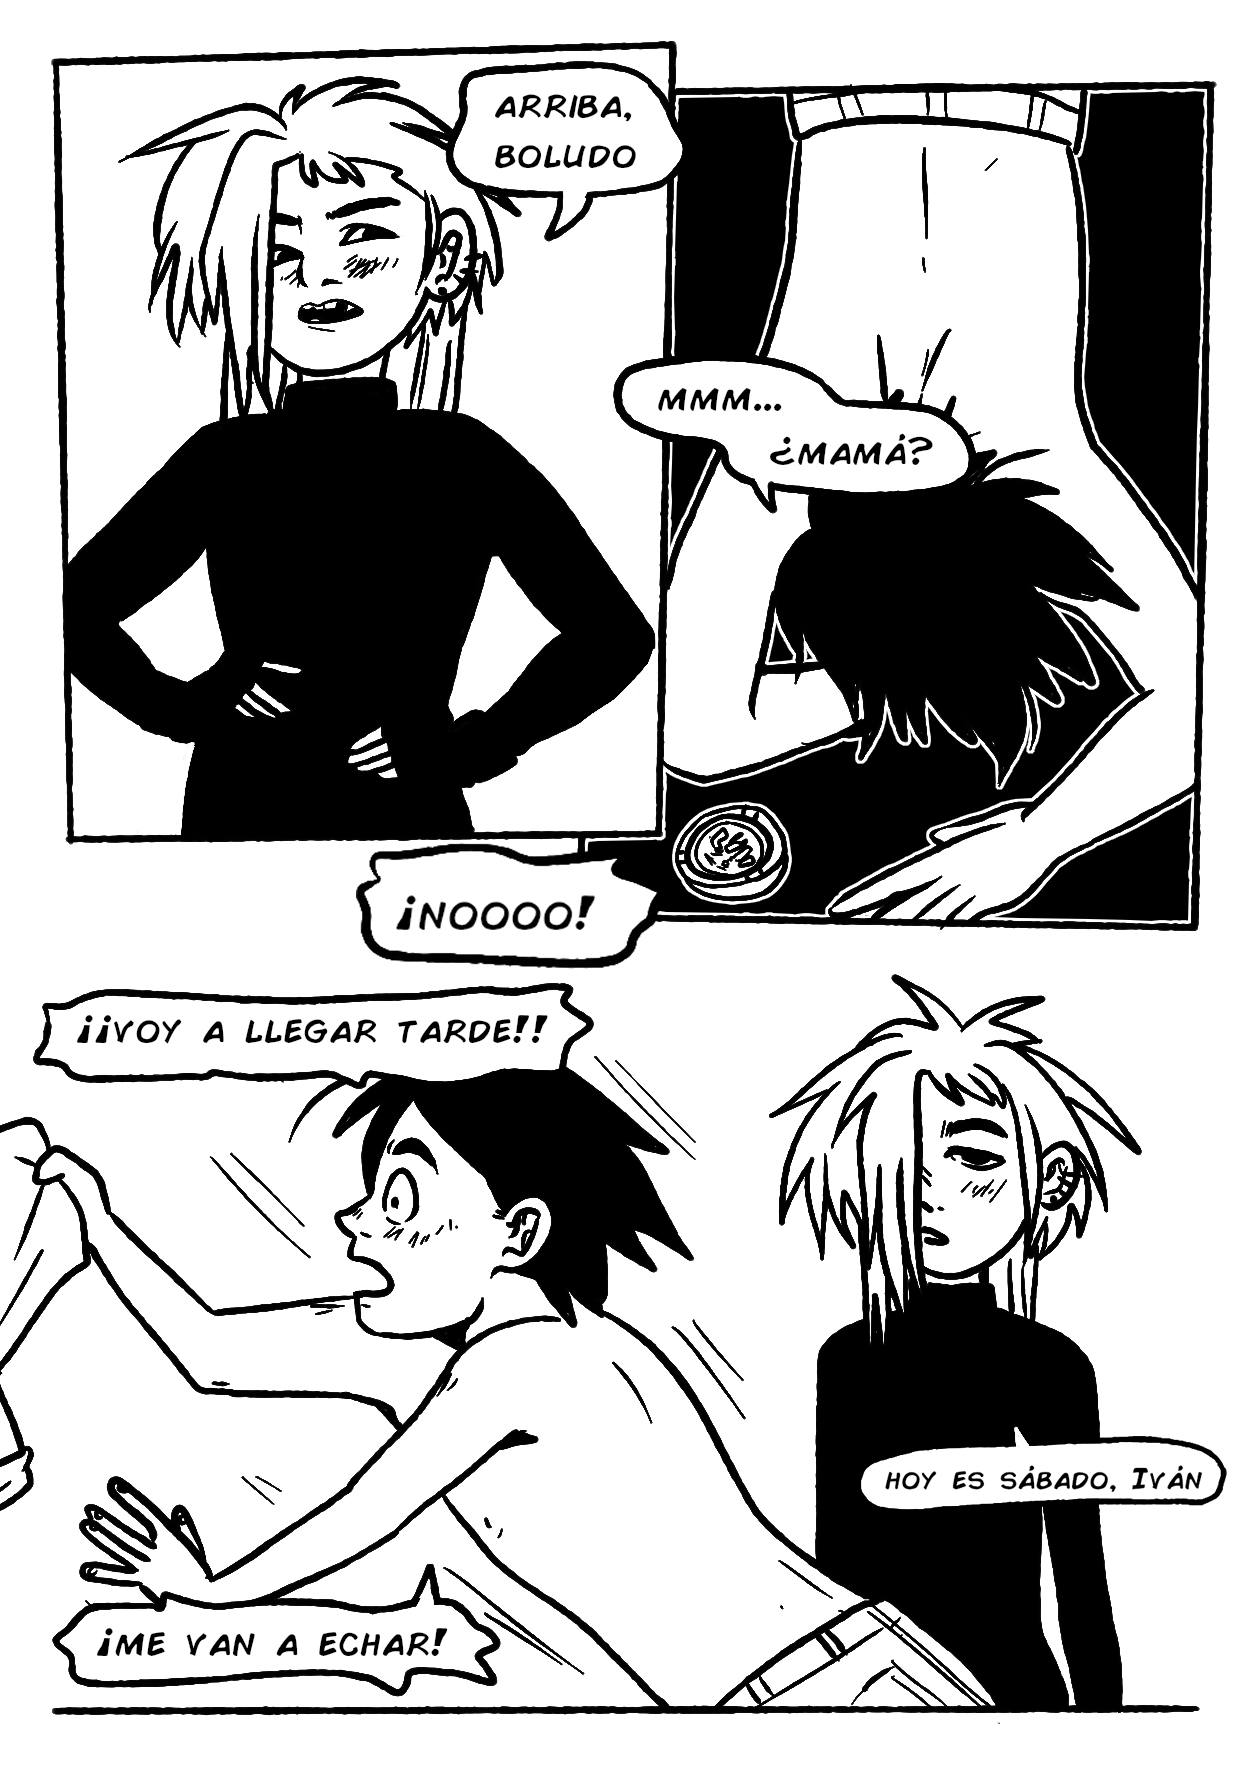 ARRIBA,
BOLUDO
MMM...
¿MAMÁ?
¡NOOOO!
¡¡VOY A LLEGAR TARDE!!
HOY ES SÁBADO, IVÁN
¡ME VAN A ECHAR!